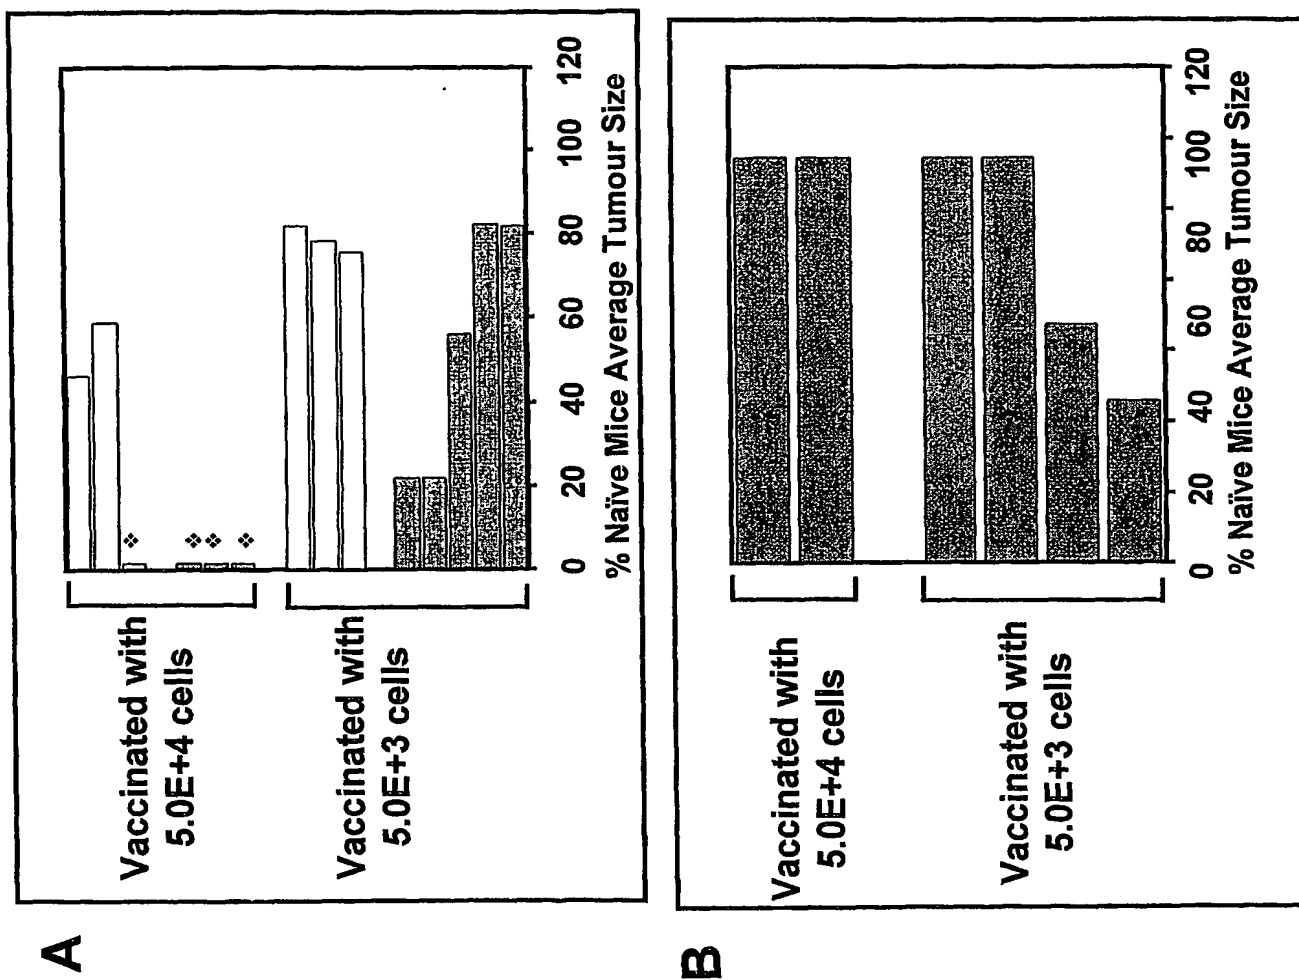 A
Vaccinated with
5.0E+4 cells
Vaccinated with
5.0E+3 cells
0 20 40 60 80 100 120
% Naïve Mice Average Tumour Size
B
Vaccinated with
5.0E+4 cells
Vaccinated with
5.0E+3 cells
0 20 40 60 80 100 120
% Naïve Mice Average Tumour Size